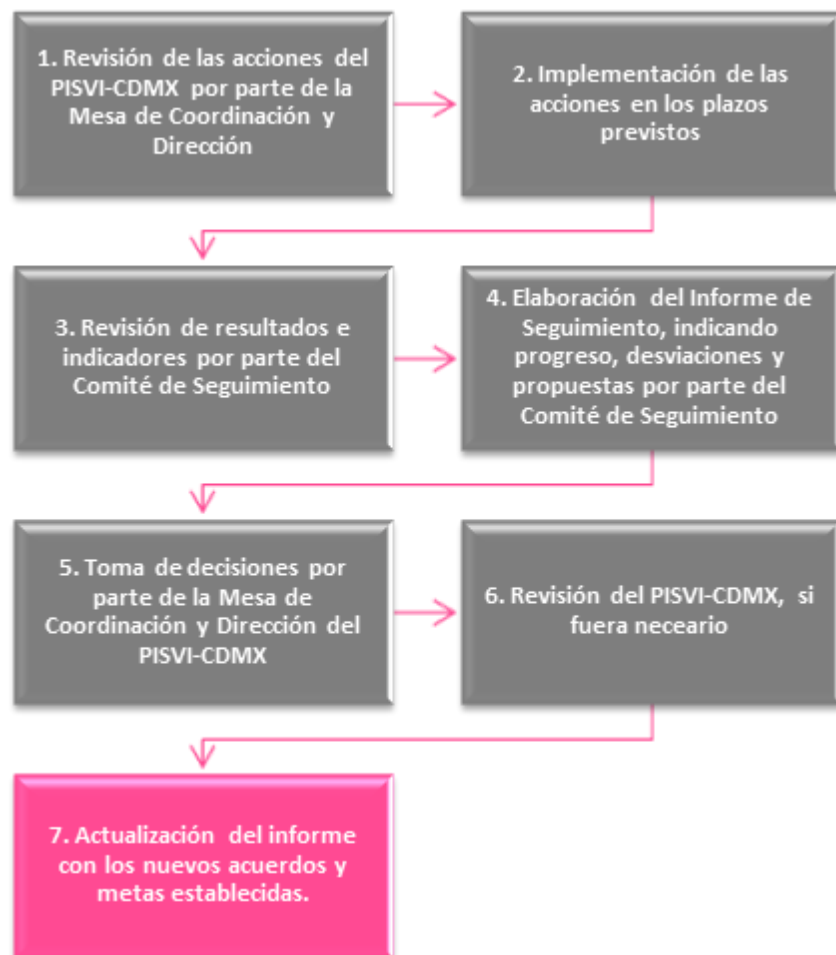 1. Revisión de las acciones del
PISVI-CDMX por parte de la
Mesa de Coordinación y
Dirección
2. Implementación de las
acciones en los plazos
previstos
3. Revisión de resultados e
indicadores por parte del
Comité de Seguimiento
4. Elaboración del Informe de
Seguimiento, indicando
progreso, desviaciones y
propuestas por parte del
Comité de Seguimiento
5. Toma de decisiones por
parte de la Mesa de
Coordinación y Dirección del
PISVI-CDMX
6. Revisión del PISVI-CDMX, si
fuera neceario
7. Actualización del informe
con los nuevos acuerdos y
metas establecidas.